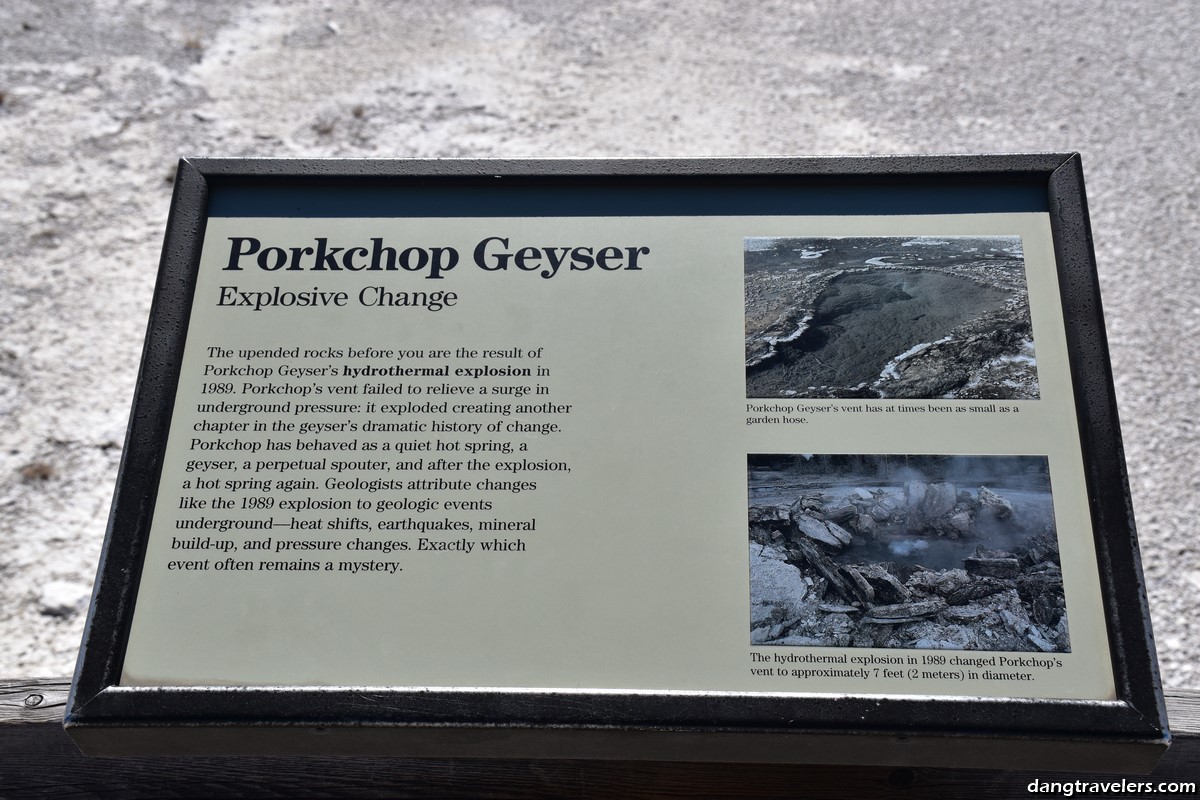 Porkchop Geyser
Explosive Change
The upended rocks before you are the result of
Porkchop Geyser's hydrothermal explosion in
1989. Porkchop's vent failed to relieve a surge in
underground pressure: it exploded creating another
chapter in the geyser's dramatic history of change.
Porkchop has behaved as a quiet hot spring, a
geyser, a perpetual spouter, and after the explosion,
a hot spring again. Geologists attribute changes
like the 1989 explosion to geologic events
underground—heat shifts, earthquakes, mineral
build-up, and pressure changes. Exactly which
event often remains a mystery.
Porkchop Geyser's vent has at times been as small as a
garden hose.
The hydrothermal explosion in 1989 changed Porkchop's
vent to approximately 7 feet (2 meters) in diameter.
dangtravelers.com